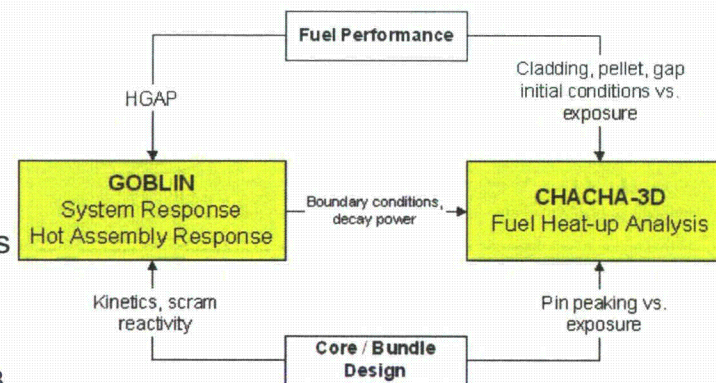 Fuel Performance
HGAP
Cladding, pellet, gap
initial conditions vs.
exposure
GOBLIN
System Response
Hot Assembly Response
Boundary conditions,
decay power
CHACHA-3D
Fuel Heat-up Analysis
s
Kinetics, scram
reactivity
Pin peaking vs.
exposure
Core / Bundle
Design